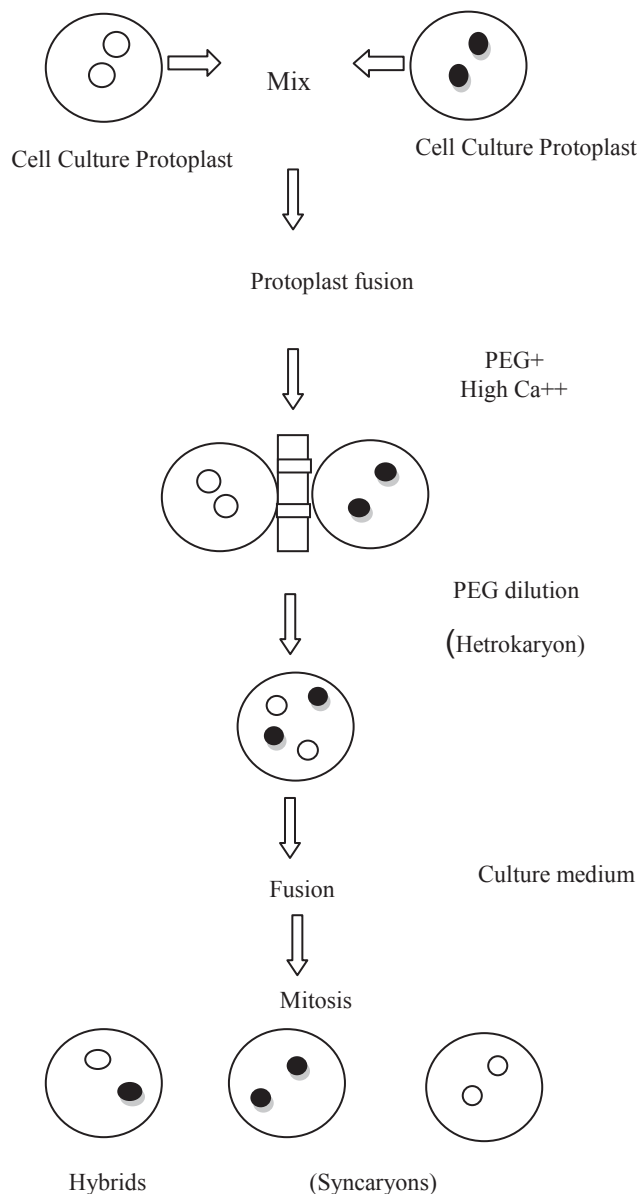 Mix
Cell Culture Protoplast
Cell Culture Protoplast
Protoplast fusion
PEG+
High Ca++
PEG dilution
(Hetrokaryon)
Culture medium
Fusion
Mitosis
Hybrids (Syncaryons)